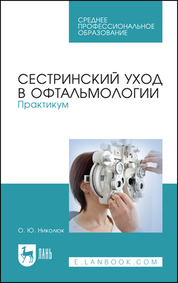 СРЕДНЕЕ
ПРОФЕССИОНАЛЬНОЕ
ОБРАЗОВАНИЕ
СЕСТРИНСКИЙ УХОД
В ОФТАЛЬМОЛОГИИ
Практикум
О. Ю. Николюк
ЛАНЬ
E.LANBOOK.COM